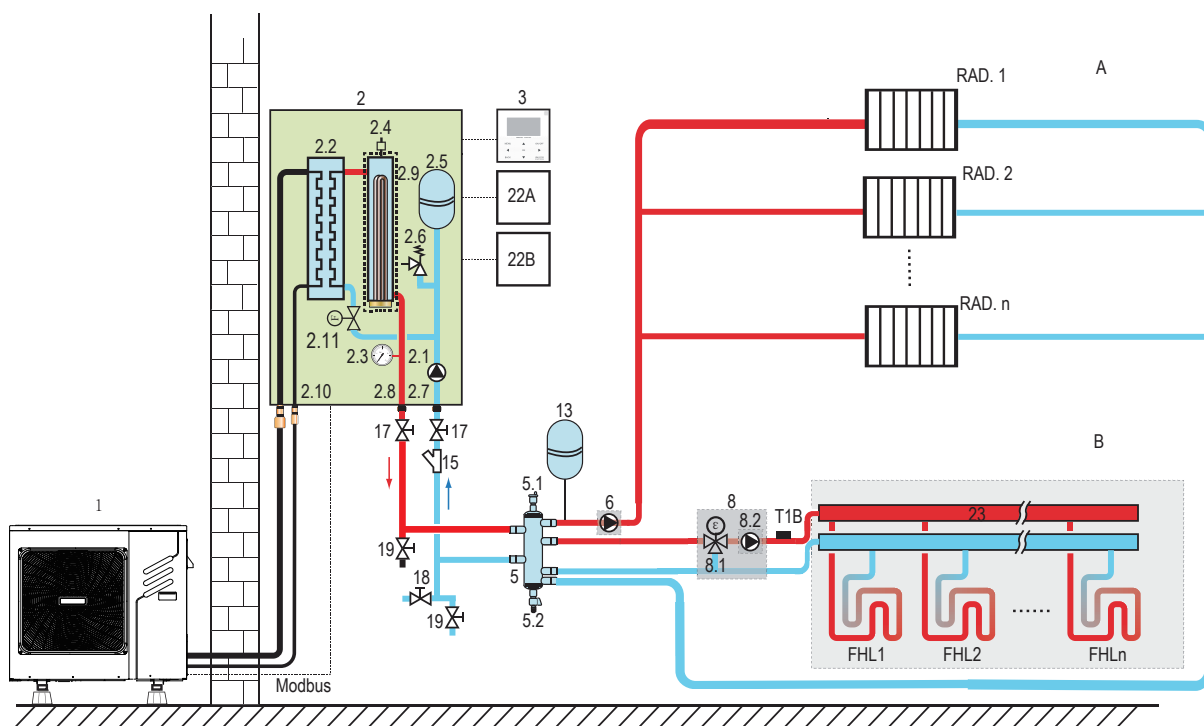 RAD. 1
A
2
3
2.4
2.2
2.9
2.5
RAD. 2
22A
2.6
22B
RAD. n
F
2.11
2.3
2.1
2.10
2.8
2.7
13
17
17
B
15
5.1
6
8
1
8.2
T1B
23
ε
19
8.1
5
18
19
5.2
FHL1
FHL2
......
FHLn
Modbus